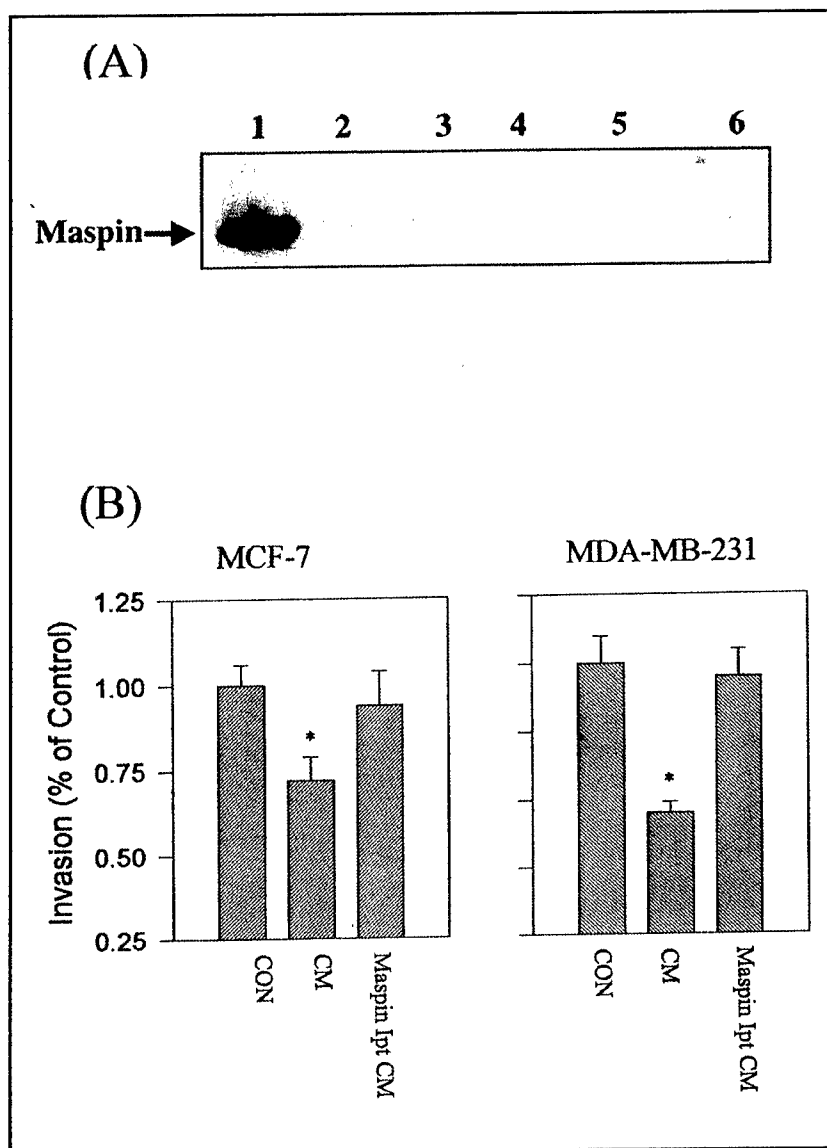 (A)
1 2 3 4 5 6
Maspin
(B)
MCF-7 MDA-MB-231
Invasion (% of Control)
1.25
1.00
0.75
0.50
0.25
*
*
CON CM Maspin Ipt CM
CON CM Maspin Ipt CM